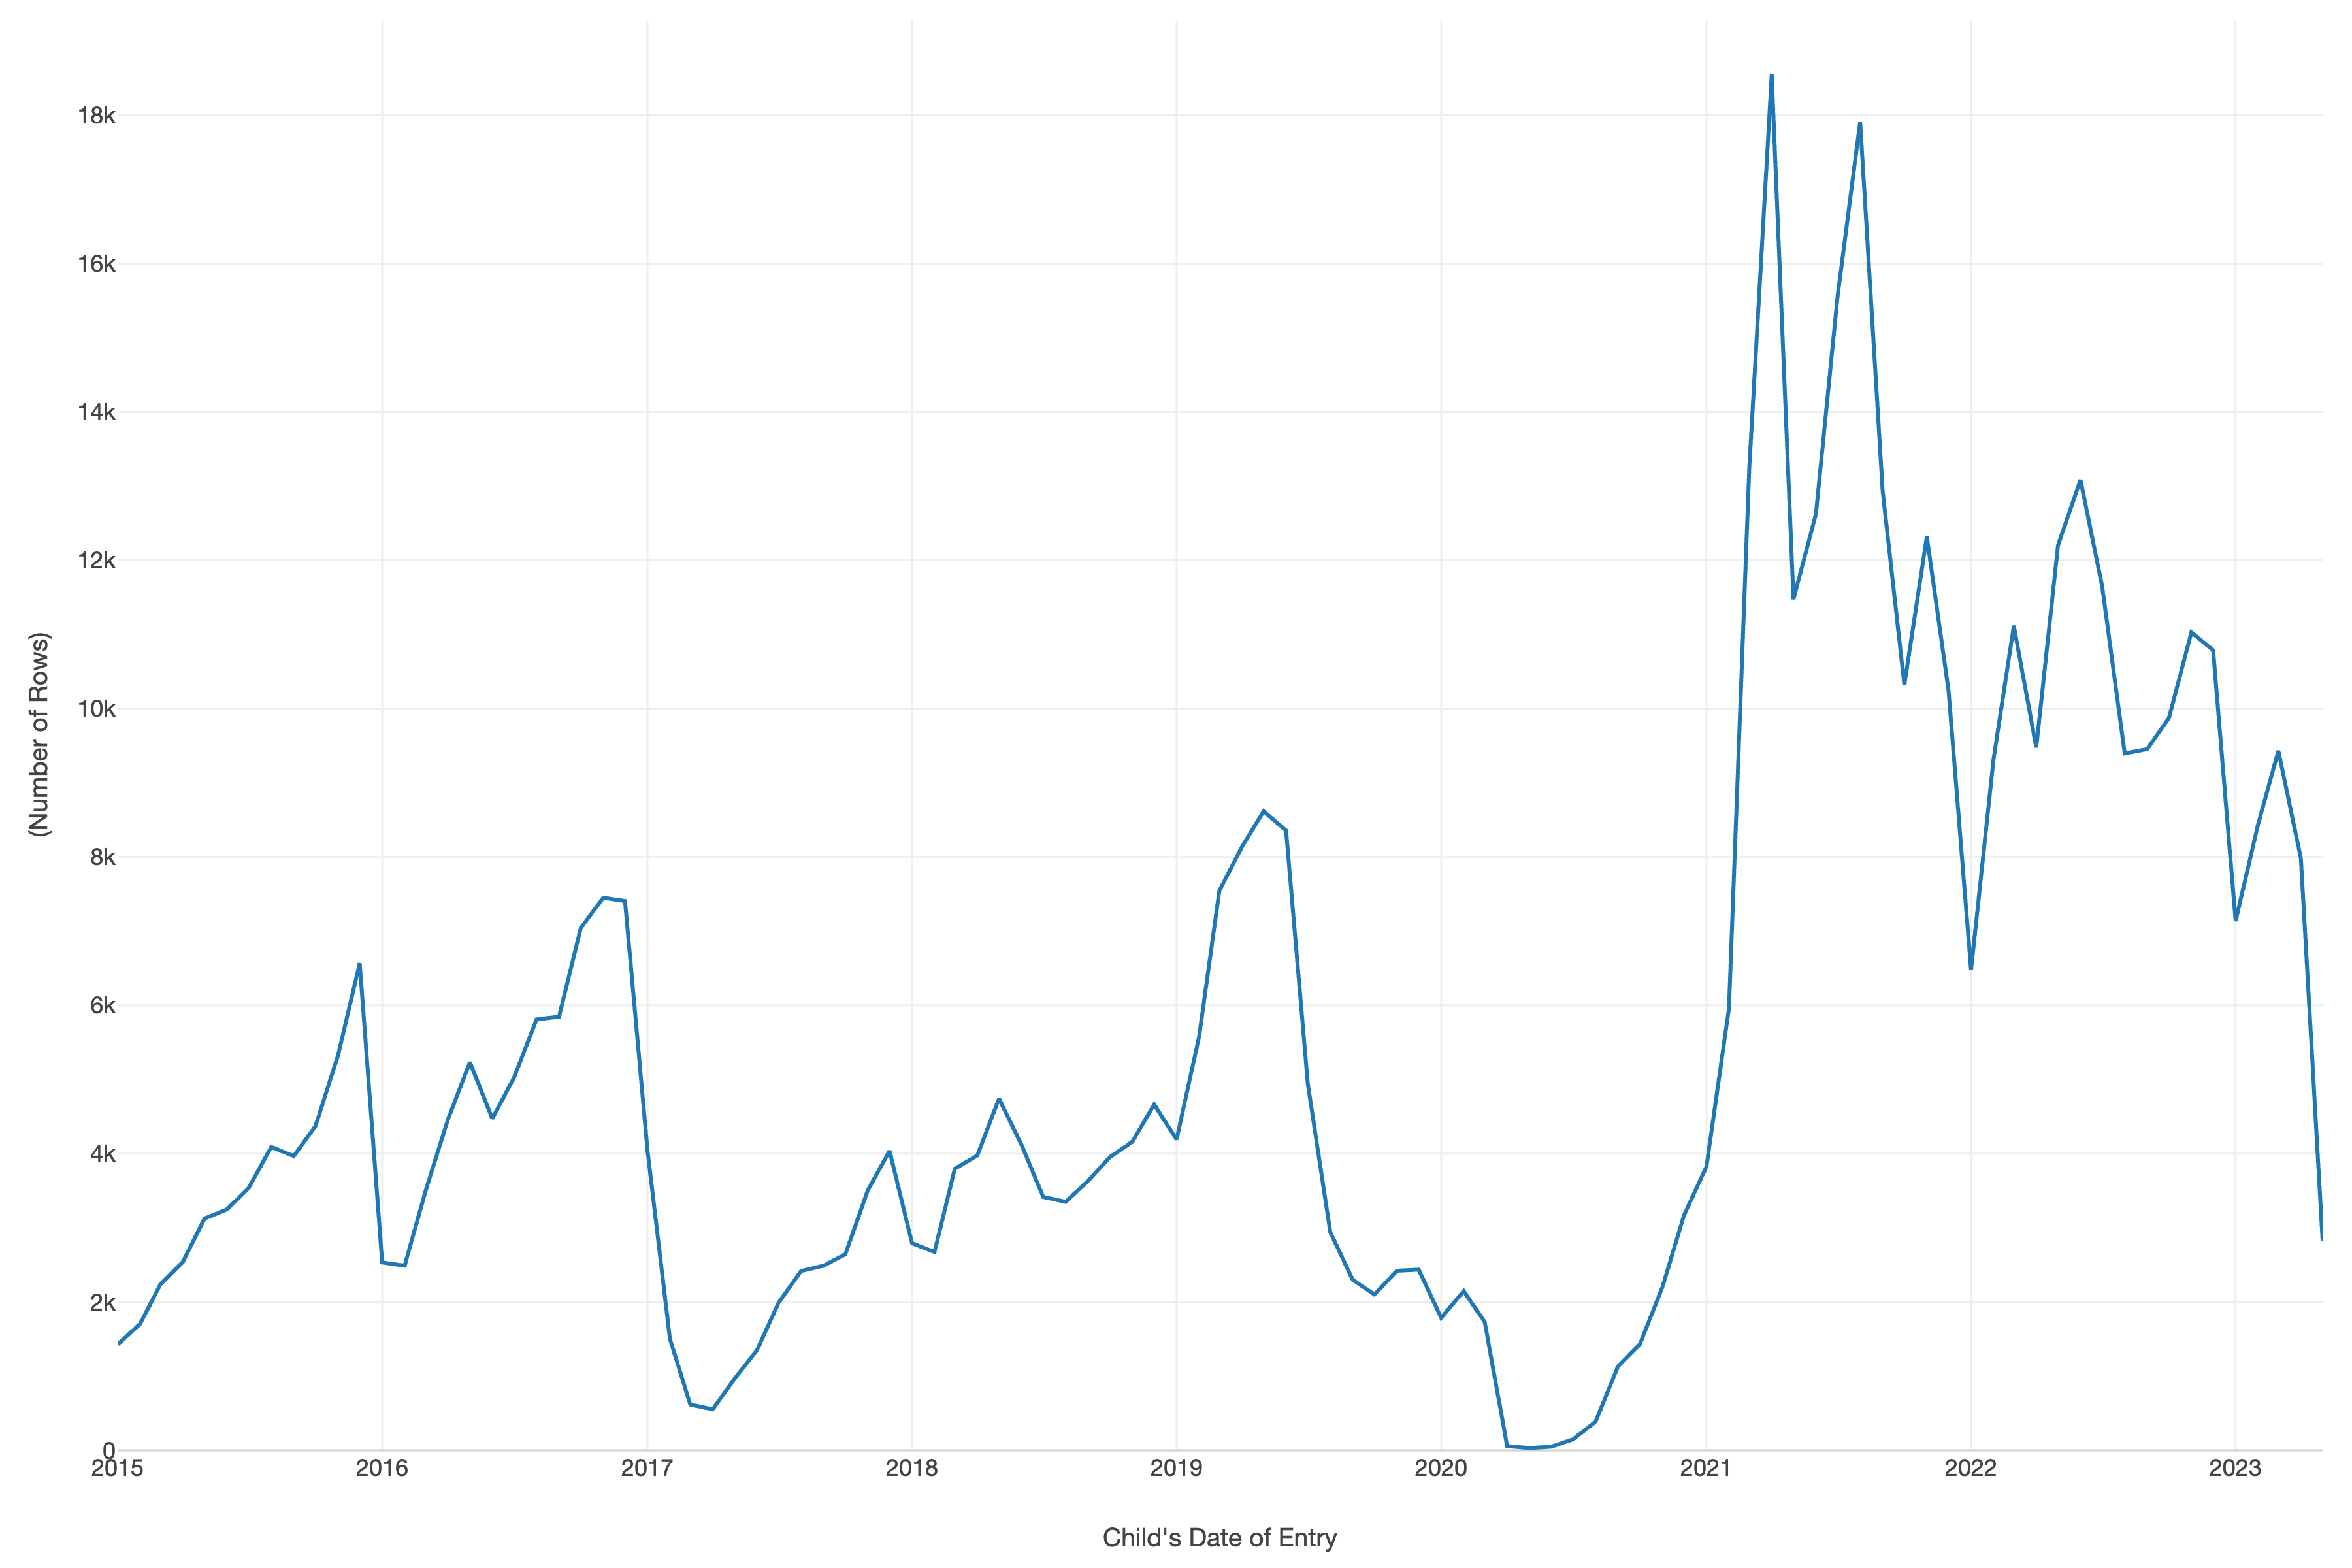 18k
16k
14k
12k
10k
8k
6k
4k
2k
0
(Number of Rows)
2015 2016 2017 2018 2019 2020 2021 2022 2023
Child's Date of Entry